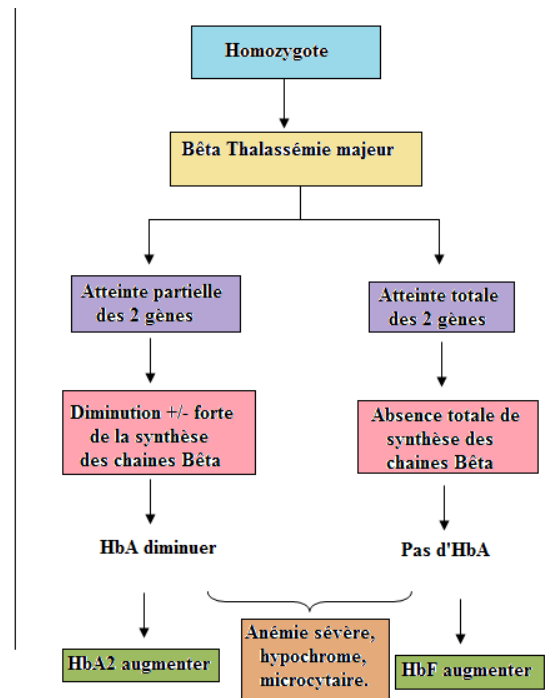 Homozygote
Bêta Thalassémie majeur
Atteinte partielle
des 2 gènes
Atteinte totale
des 2 gènes
Diminution +/- forte
de la synthèse
des chaines Bêta
Absence totale de
synthèse des
chaines Bêta
HbA diminuer
Pas d'HbA
HbA2 augmenter
Anémie sévère,
hypochrome,
microcytaire.
HbF augmenter